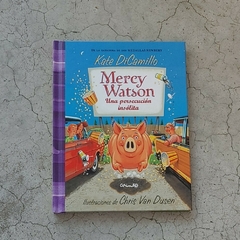 Kate DiCamillo
Mercy
Watson
Una persecución
insólita
Ilustraciones de Chris Van Dusen